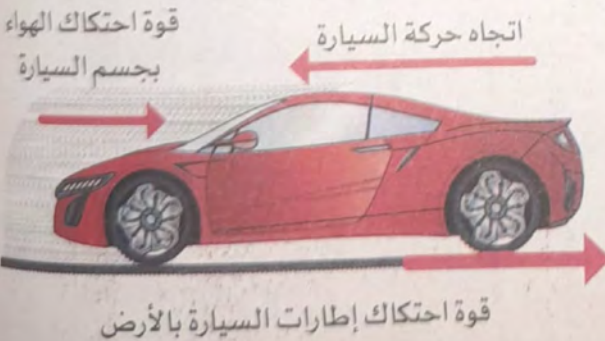 اتجاه حركة السيارة
قوة احتكاك الهواء
بجسم السيارة
قوة احتكاك إطارات السيارة بالأرض